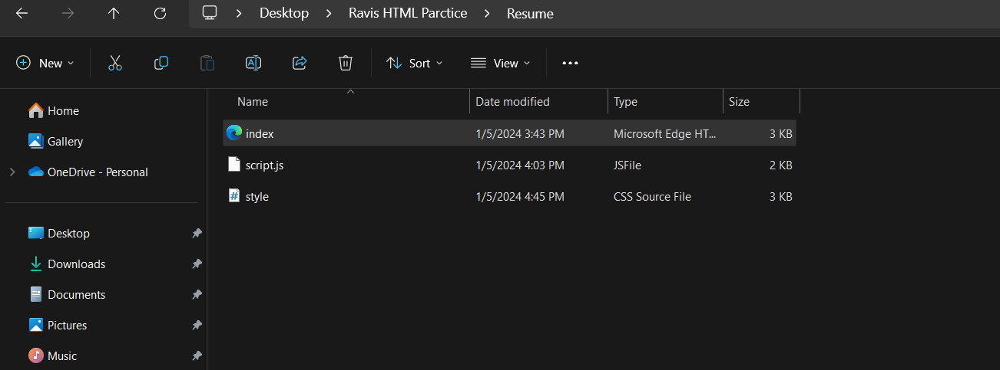 Desktop > Ravis HTML Parctice > Resume
New Sort View
Name Date modified Type Size
Home
Gallery
OneDrive - Personal
index 1/5/2024 3:43 PM Microsoft Edge HT... 3 KB
script.js 1/5/2024 4:03 PM JSFile 2 KB
style 1/5/2024 4:45 PM CSS Source File 3 KB
Desktop
Downloads
Documents
Pictures
Music